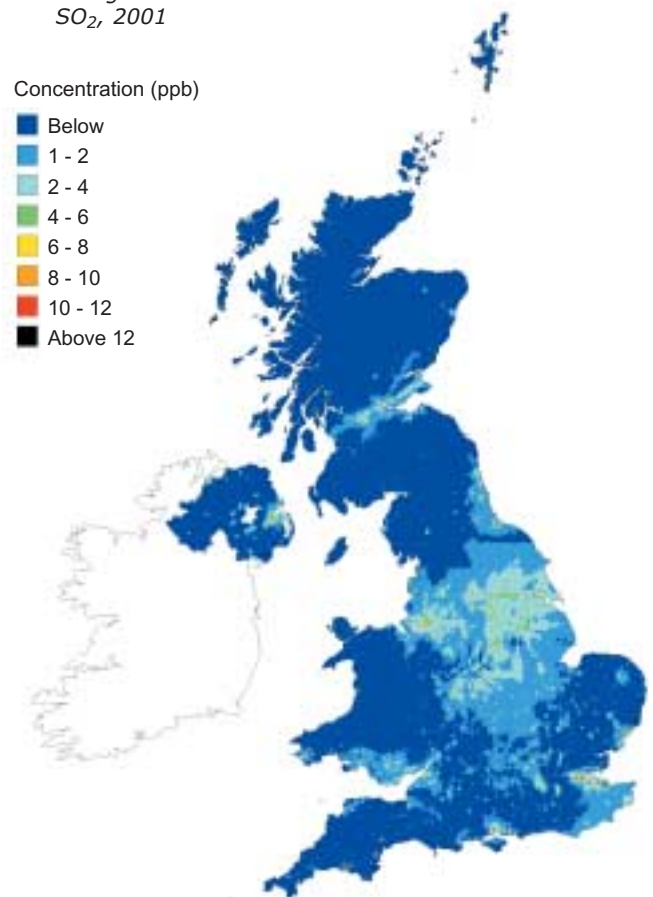 SO₂, 2001
Concentration (ppb)
Below
1 - 2
2 - 4
4 - 6
6 - 8
8 - 10
10 - 12
Above 12